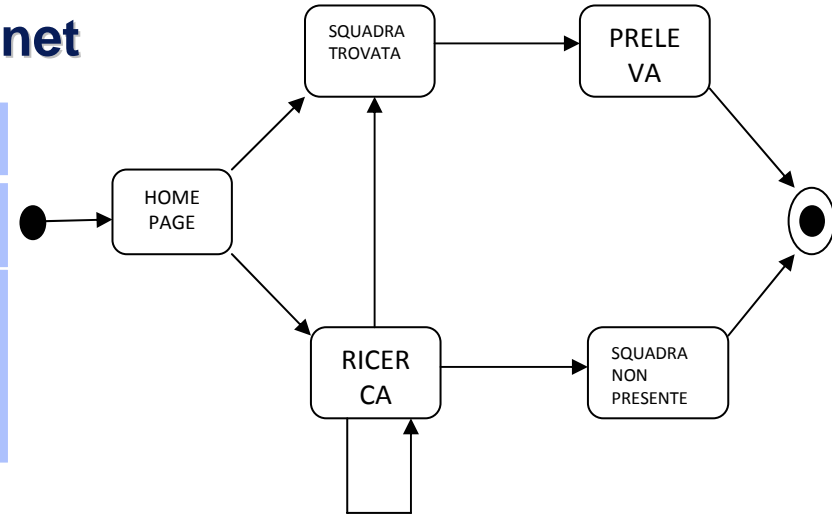 net
SQUADRA
TROVATA
PRELE
VA
HOME
PAGE
RICER
CA
SQUADRA
NON
PRESENTE